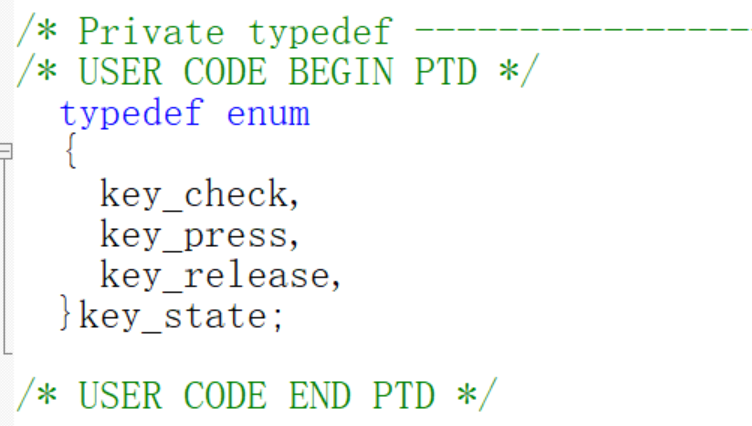 /* Private typedef ----------------
/* USER CODE BEGIN PTD */
typedef enum
{
key_check,
key_press,
key_release,
}key_state;
/* USER CODE END PTD */